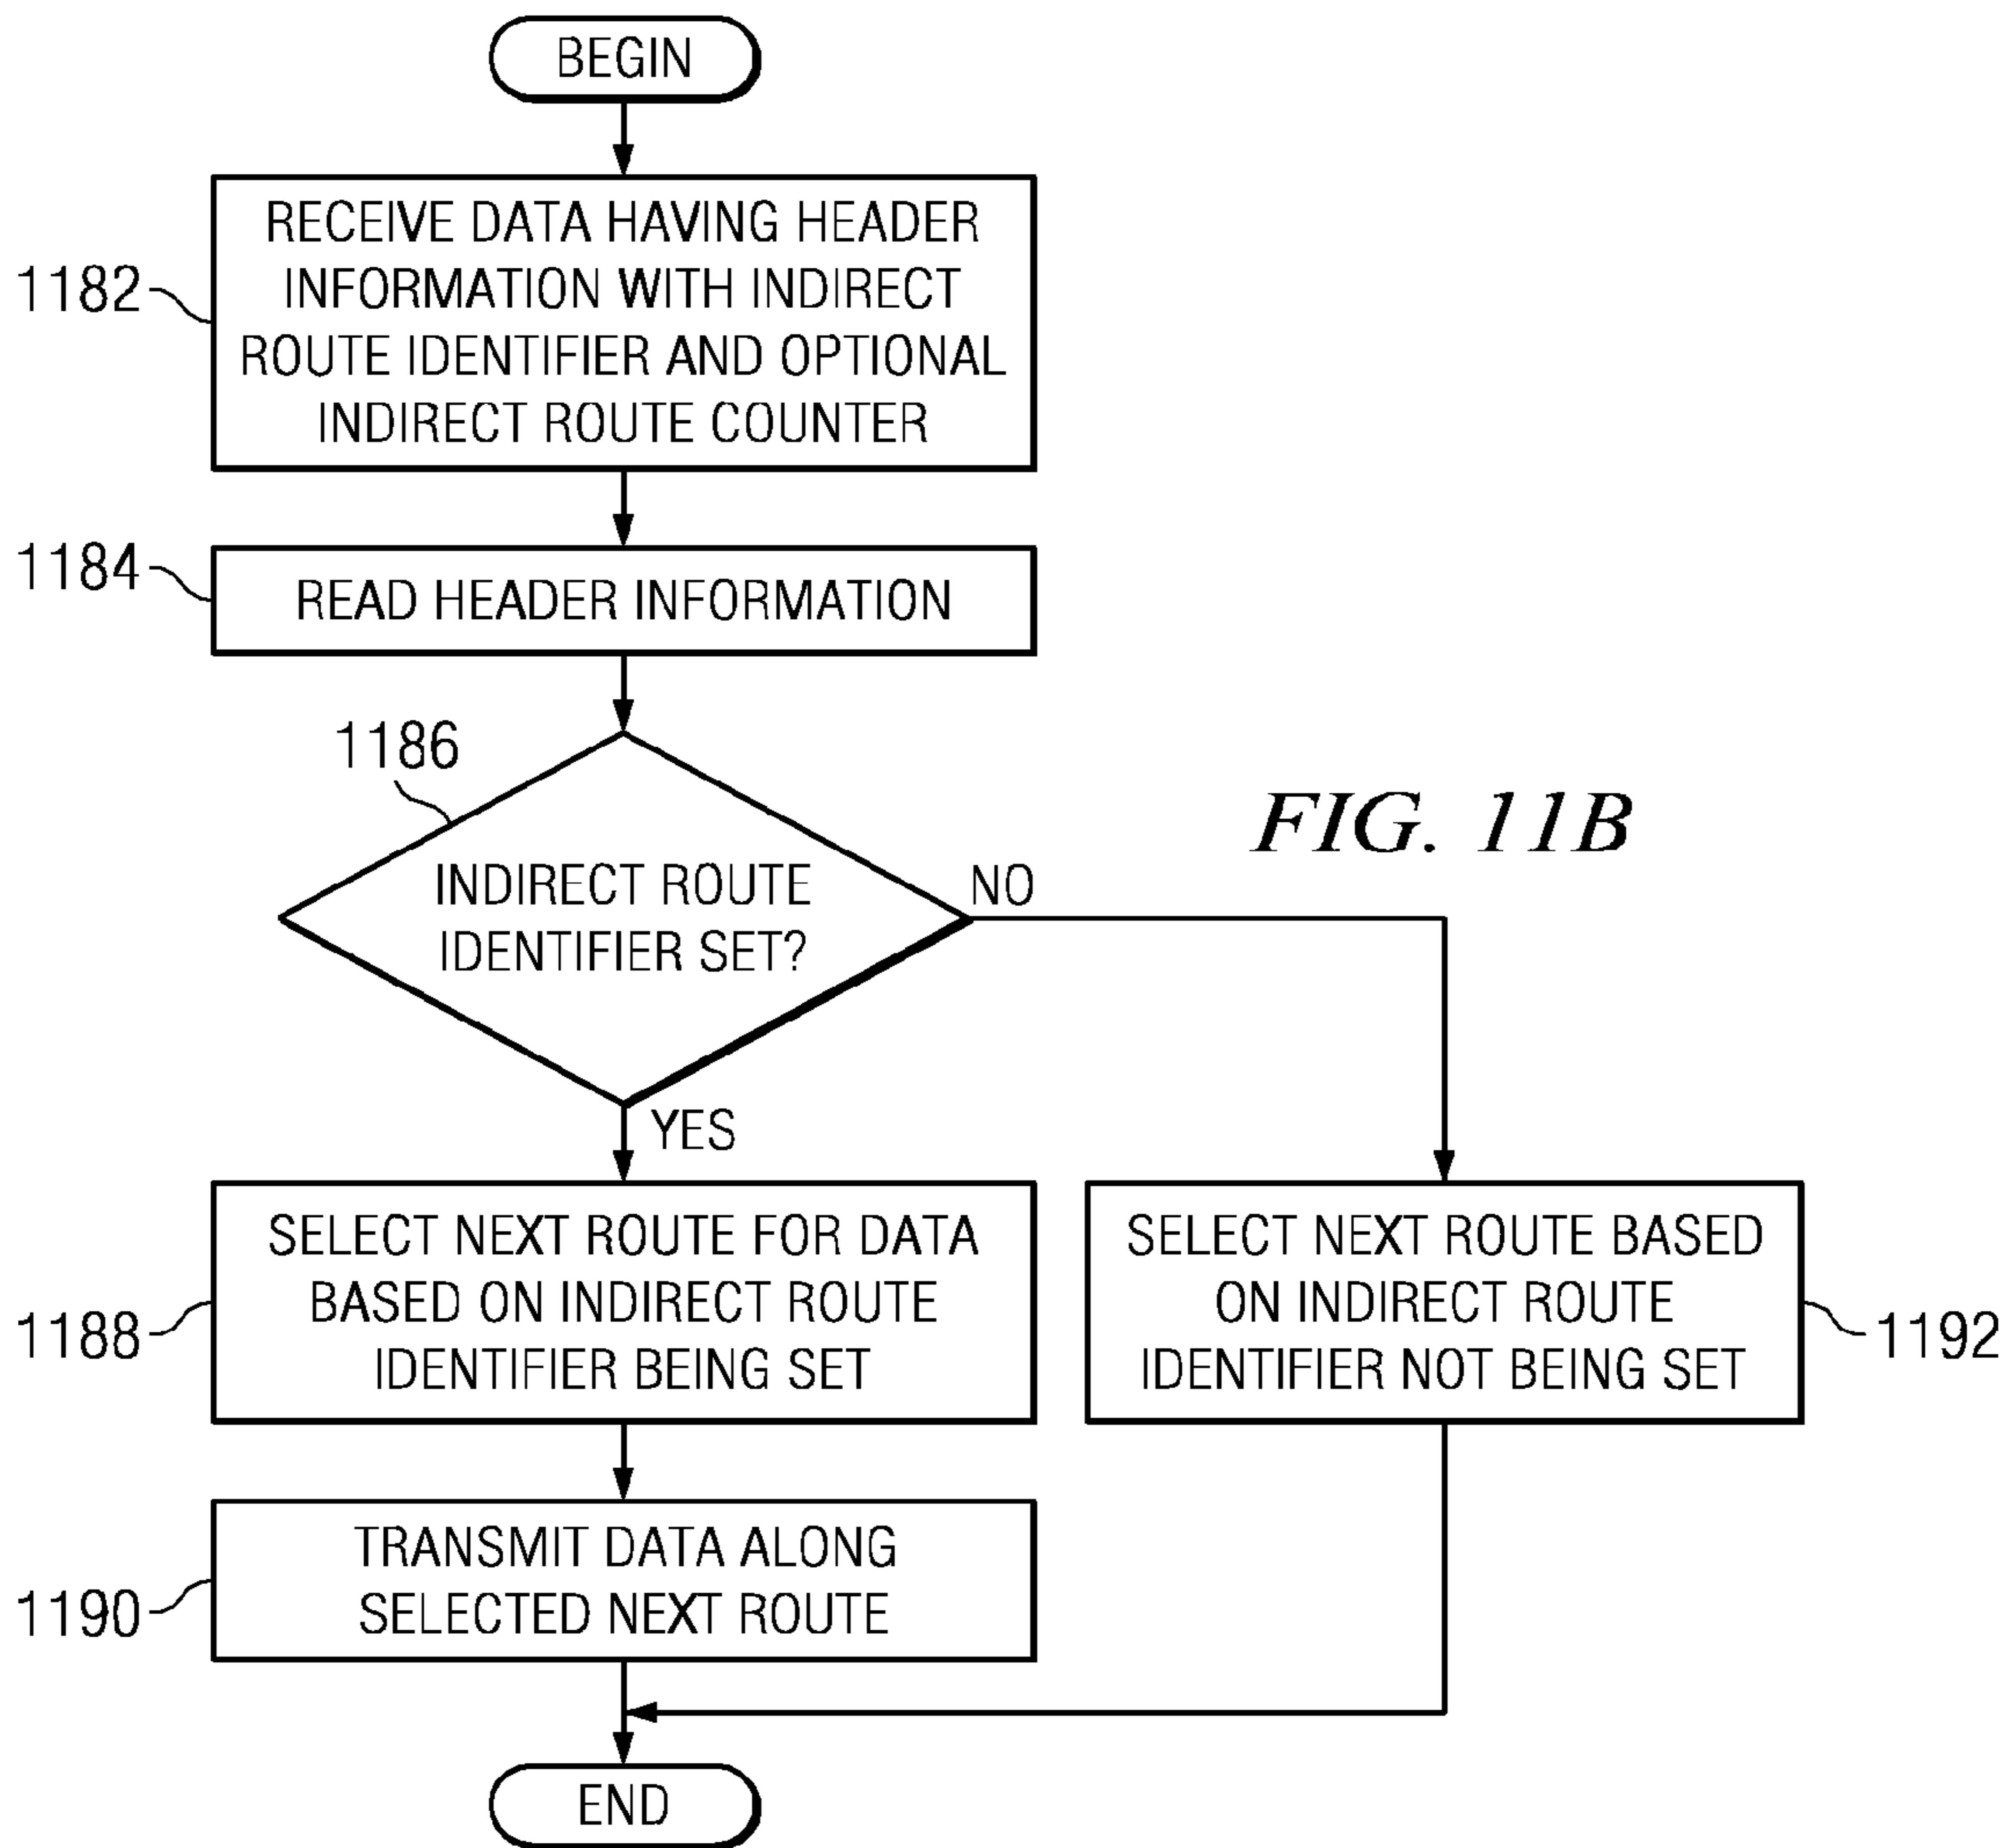 BEGIN
RECEIVE DATA HAVING HEADER
INFORMATION WITH INDIRECT
ROUTE IDENTIFIER AND OPTIONAL
INDIRECT ROUTE COUNTER
1182
1184
READ HEADER INFORMATION
1186
INDIRECT ROUTE
IDENTIFIER SET?
NO
FIG. 11B
YES
SELECT NEXT ROUTE FOR DATA
BASED ON INDIRECT ROUTE
IDENTIFIER BEING SET
1188
SELECT NEXT ROUTE BASED
ON INDIRECT ROUTE
IDENTIFIER NOT BEING SET
1192
TRANSMIT DATA ALONG
SELECTED NEXT ROUTE
1190
END